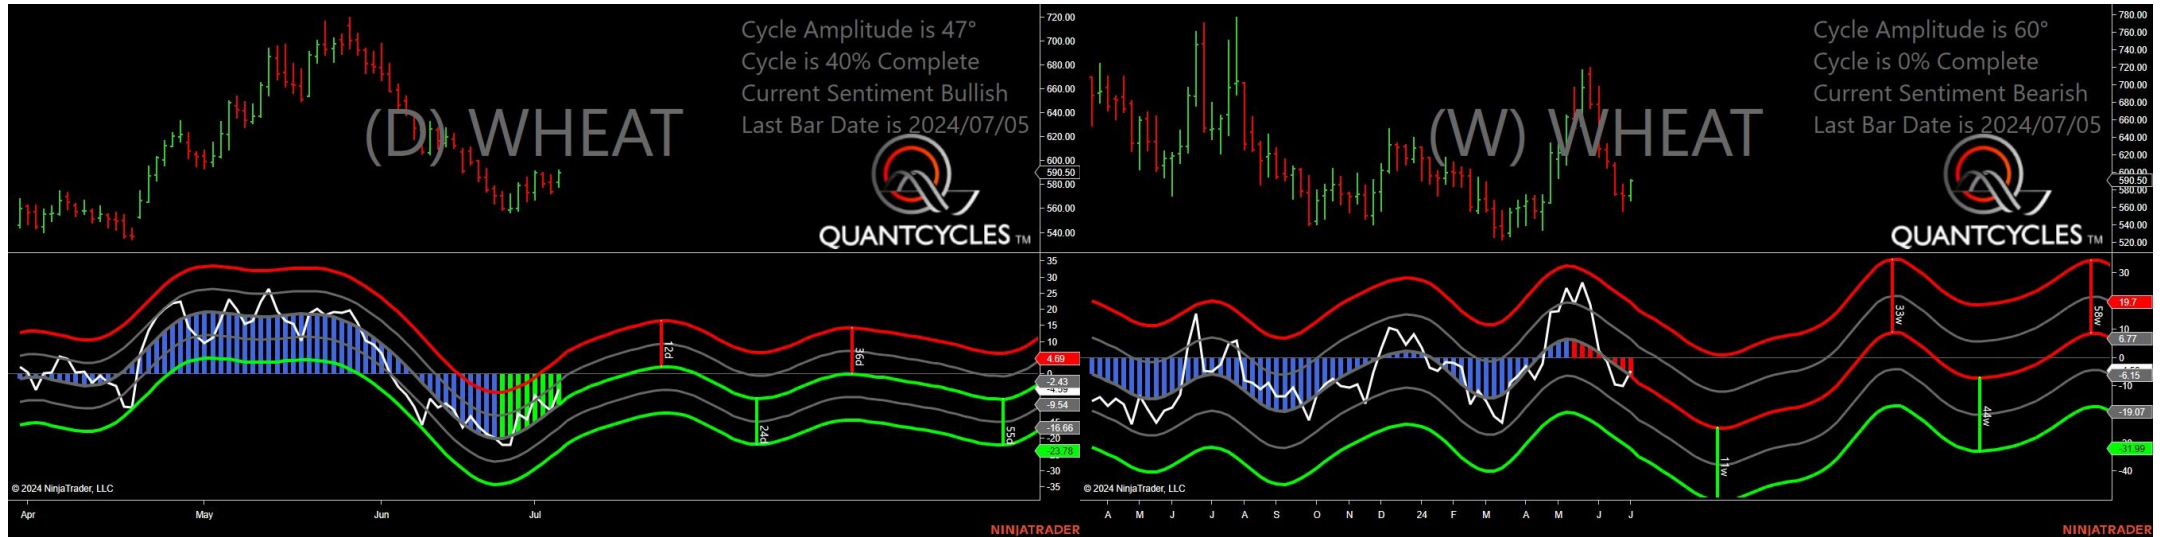 Cycle Amplitude is 47°
Cycle is 40% Complete
Current Sentiment Bullish
Last Bar Date is 2024/07/05
(D) WHEAT
QUANTCYCLES TM
720.00
700.00
680.00
660.00
640.00
620.00
600.00
590.50
580.00
560.00
540.00
35
30
25
20
15
10
4.69
0
-2.43
-9.54
-16.66
-20
-23.78
-30
-35
12d
24d
36d
55d
© 2024 NinjaTrader, LLC
Apr May Jun Jul
NINJATRADER
Cycle Amplitude is 60°
Cycle is 0% Complete
Current Sentiment Bearish
Last Bar Date is 2024/07/05
(W) WHEAT
QUANTCYCLES TM
780.00
760.00
740.00
720.00
700.00
680.00
660.00
640.00
620.00
600.00
590.50
580.00
560.00
540.00
520.00
30
19.7
10
6.77
0
-6.15
-10
-19.07
-31.99
-40
11w
33w
44w
58w
© 2024 NinjaTrader, LLC
A M J J A S O N D 24 F M A M J J
NINJATRADER